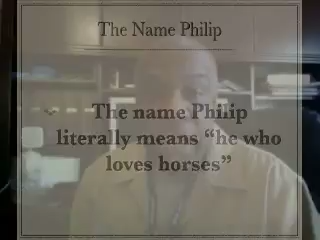 The Name Philip
The name Philip
literally means “he who
loves horses”